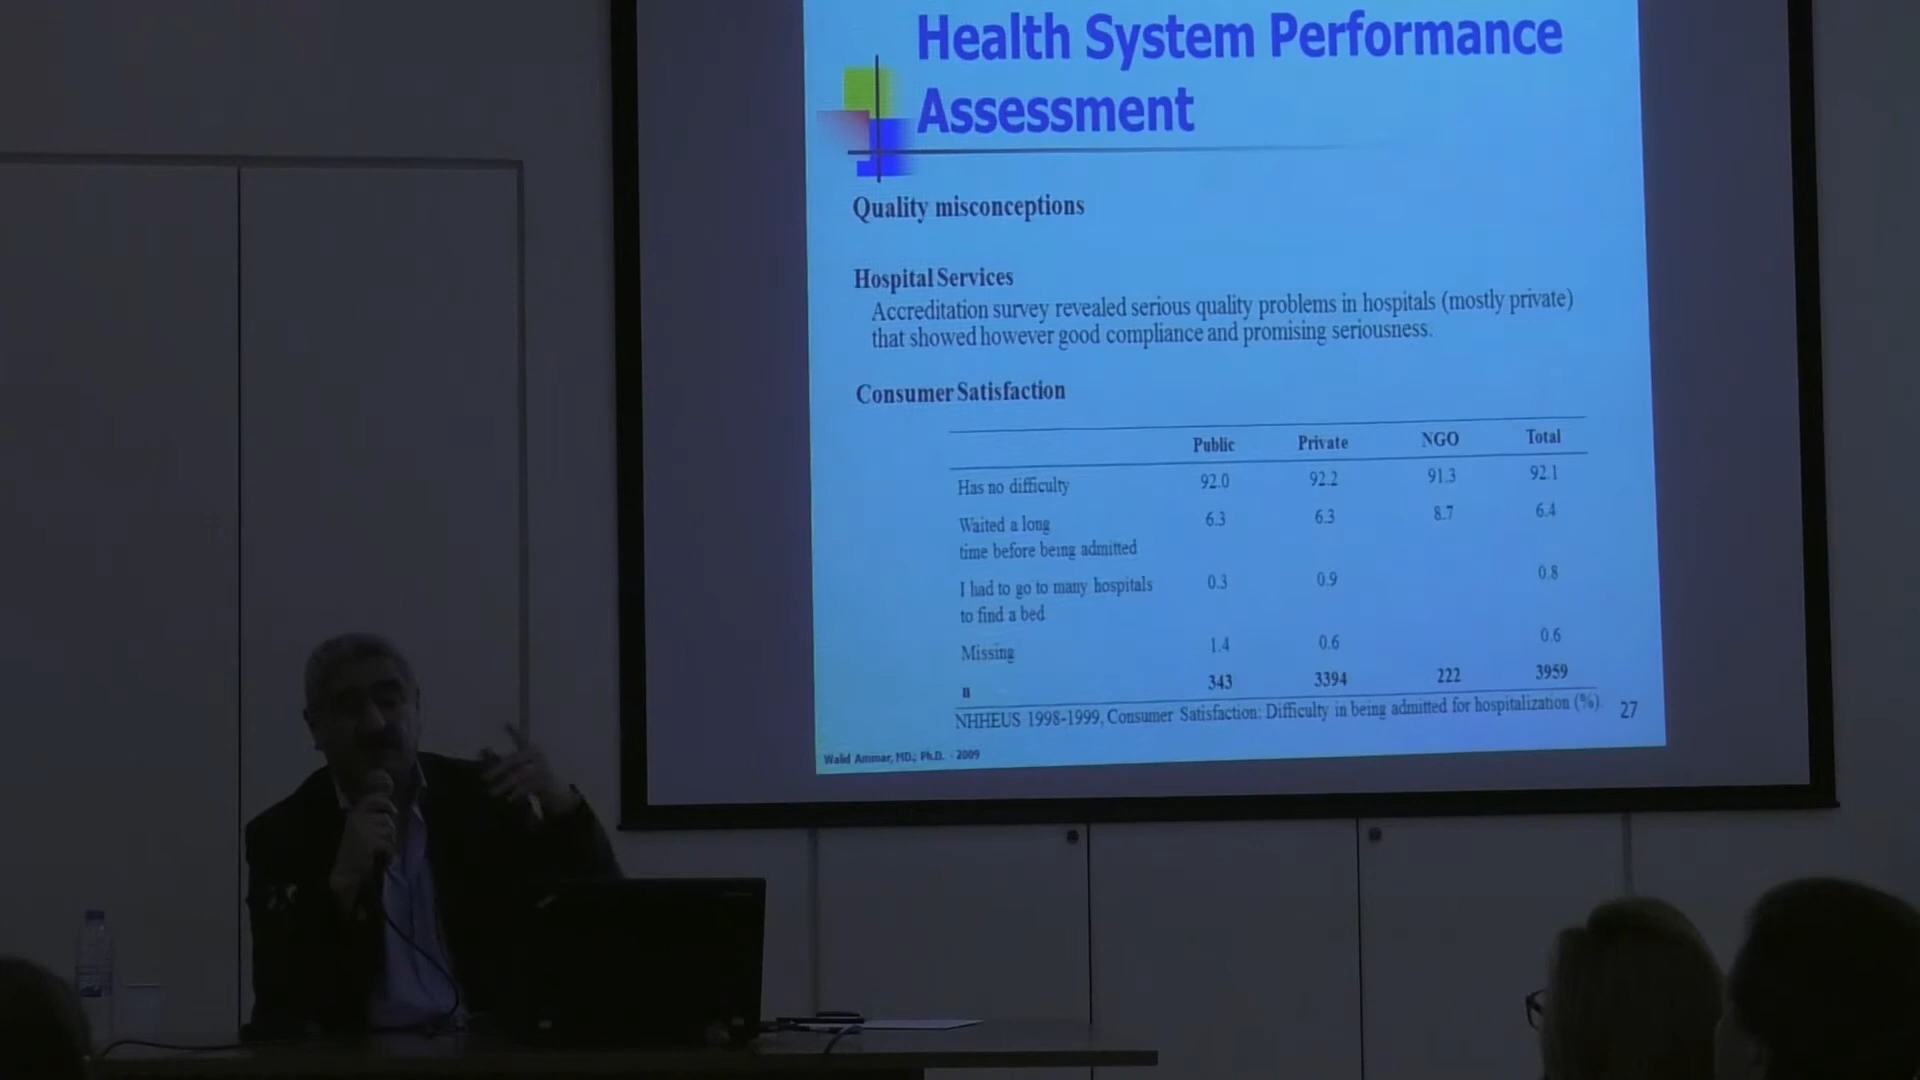 Health System Performance
Assessment
Quality misconceptions
Hospital Services
Accreditation survey revealed serious quality problems in hospitals (mostly private)
that showed however good compliance and promising seriousness.
Consumer Satisfaction
Public Private NGO Total
Has no difficulty 92.0 92.2 91.3 92.1
Waited a long 6.3 6.3 8.7 6.4
time before being admitted
I had to go to many hospitals 0.3 0.9 0.8
to find a bed
Missing 1.4 0.6 0.6
n 343 3394 222 3959
NHHEUS 1998-1999, Consumer Satisfaction: Difficulty in being admitted for hospitalization (%)
27
Walid Ammar, MD., Ph.D. - 2009